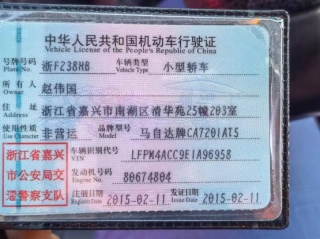 中华人民共和国机动车行驶证
Vehicle License of the People's Republic of China
号牌号码 浙F238HB 车辆类型 小型轿车
Plate No. Vehicle Type
所有人 赵伟国
Owner
住址 浙江省嘉兴市南湖区清华苑25幢203室
Address
使用性质 非营运 品牌型号 马自达牌CA7201AT5
Use Character Model
浙江省嘉兴市公安局交通警察支队
车辆识别代号 LFPM4ACC9E1A96958
VIN
发动机号码 80674804
Engine No.
注册日期 2015-02-11 发证日期 2015-02-11
Register Date Issue Date